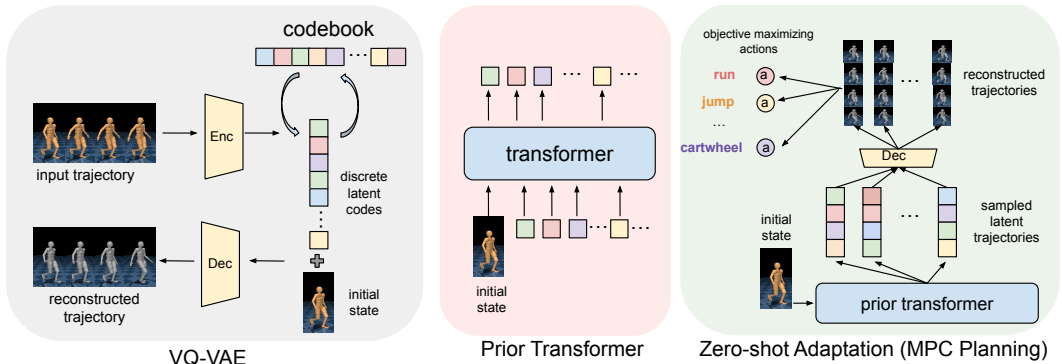 codebook
Enc
input trajectory
discrete
latent
codes
Dec
reconstructed
trajectory
initial
state
VQ-VAE
transformer
initial
state
Prior Transformer
objective maximizing
actions
run
a
jump
a
...
cartwheel
a
reconstructed
trajectories
Dec
sampled
latent
trajectories
initial
state
prior transformer
Zero-shot Adaptation (MPC Planning)